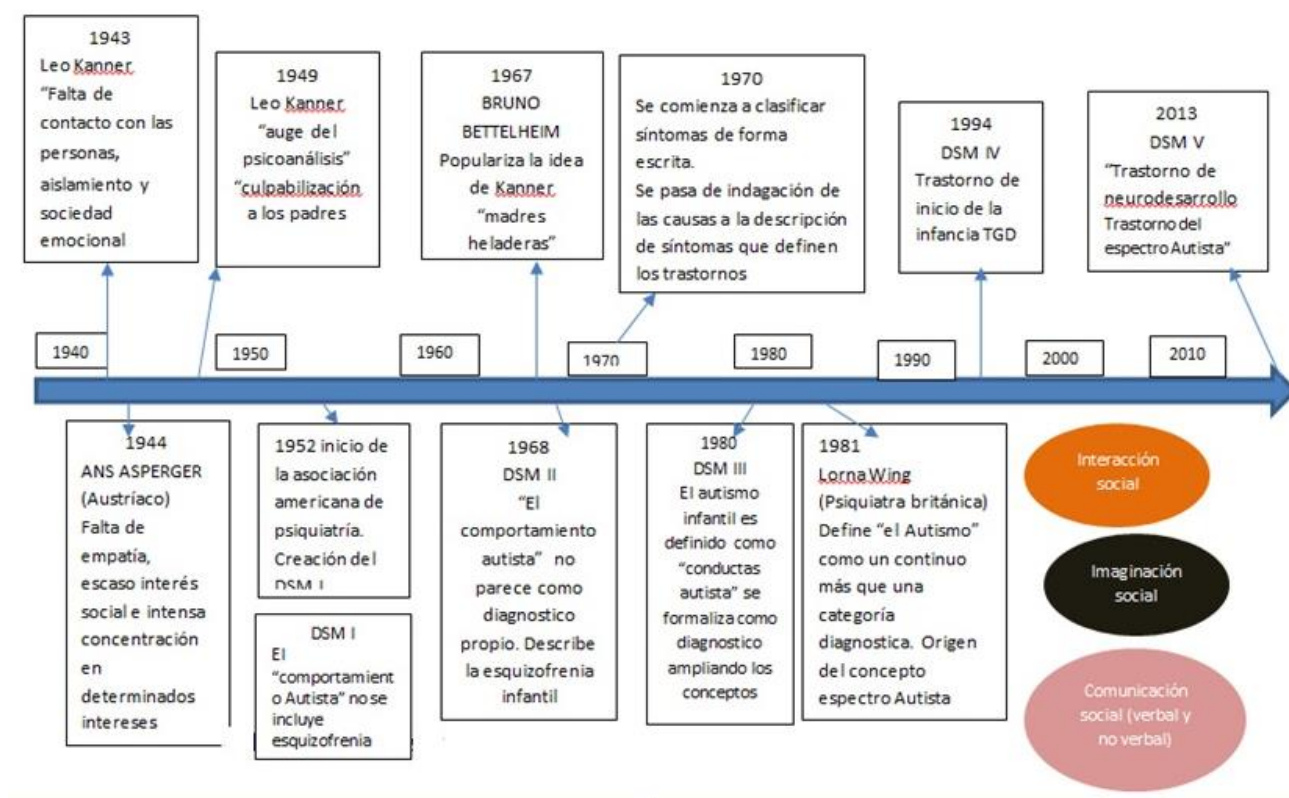 1943
Leo Kanner
“Falta de
contacto con las
personas,
aislamiento y
sociedad
emocional
1949
Leo Kanner
“auge del
psicoanálisis”
“culpabilización
a los padres
1967
BRUNO
BETTELHEIM
Populariza la idea
de Kanner
“madres
heladeras”
1970
Se comienza a clasificar
síntomas de forma
escrita.
Se pasa de indagación de
las causas a la descripción
de síntomas que definen
los trastornos
1994
DSM IV
Trastorno de
inicio de la
infancia TGD
2013
DSM V
“Trastorno de
neurodesarrollo
Trastorno del
espectro Autista”
1940
1950
1960
1970
1980
1990
2000
2010
1944
ANS ASPERGER
(Austríaco)
Falta de
empatía,
escaso interés
social e intensa
concentración
en
determinados
intereses
1952 inicio de
la asociación
americana de
psiquiatría.
Creación del
DSM I
DSM I
El
“comportamient
o Autista” no se
incluye
esquizofrenia
1968
DSM II
“El
comportamiento
autista” no
parece como
diagnostico
propio. Describe
la esquizofrenia
infantil
1980
DSM III
El autismo
infantil es
definido como
“conductas
autista” se
formaliza como
diagnostico
ampliando los
conceptos
1981
Lorna Wing
(Psiquiatra británica)
Define “el Autismo”
como un continuo
más que una
categoría
diagnostica. Origen
del concepto
espectro Autista
Interacción
social
Imaginación
social
Comunicación
social (verbal y
no verbal)